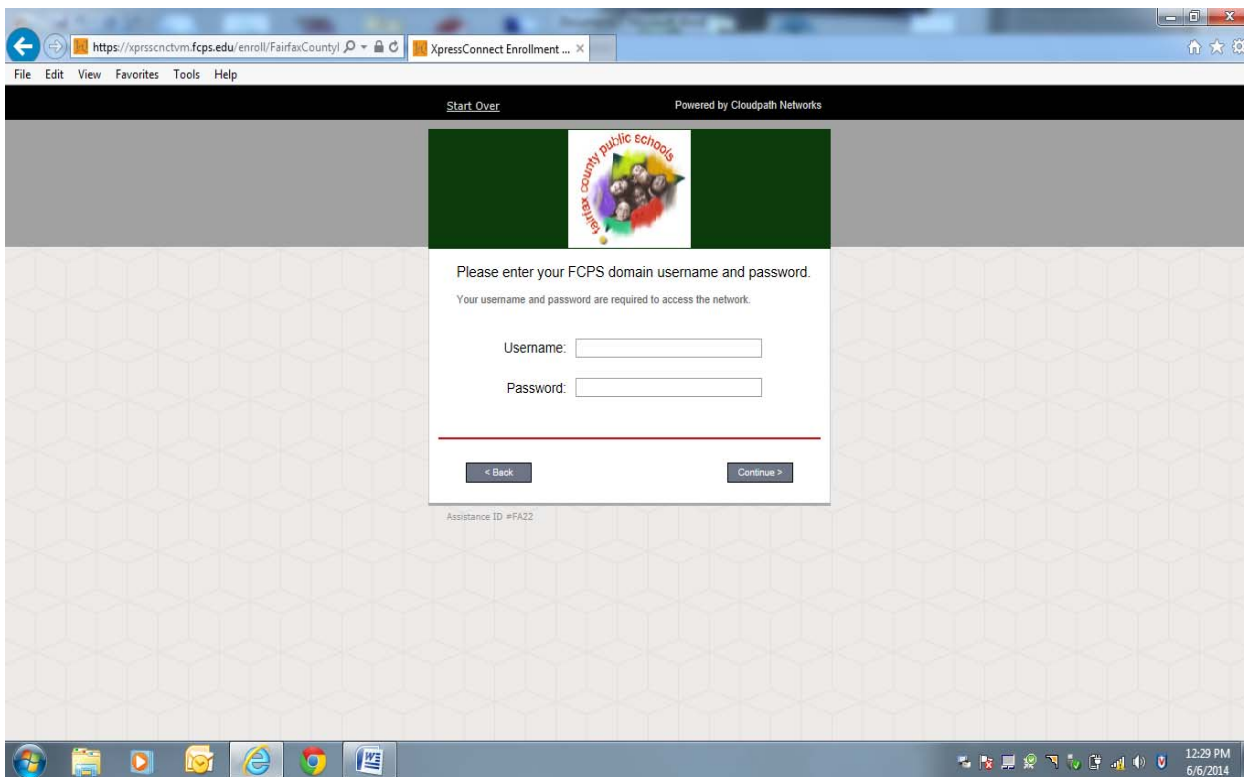 https://xprsscnctvm.fcps.edu/enroll/FairfaxCountyl
XpressConnect Enrollment ...
File Edit View Favorites Tools Help
Start Over
Powered by Cloudpath Networks
fairfax county public schools
Please enter your FCPS domain username and password.
Your username and password are required to access the network.
Username:
Password:
< Back
Continue >
Assistance ID #FA22
12:29 PM
6/6/2014